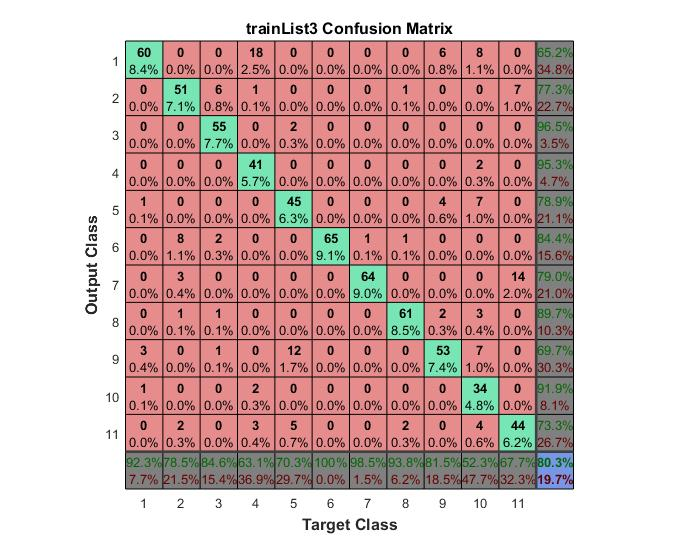 trainList3 Confusion Matrix
1 60 0 0 18 0 0 0 0 6 8 0 65.2%
8.4% 0.0% 0.0% 2.5% 0.0% 0.0% 0.0% 0.0% 0.8% 1.1% 0.0% 34.8%
2 0 51 6 1 0 0 0 1 0 0 7 77.3%
0.0% 7.1% 0.8% 0.1% 0.0% 0.0% 0.0% 0.1% 0.0% 0.0% 1.0% 22.7%
3 0 0 55 0 2 0 0 0 0 0 0 96.5%
0.0% 0.0% 7.7% 0.0% 0.3% 0.0% 0.0% 0.0% 0.0% 0.0% 0.0% 3.5%
4 0 0 0 41 0 0 0 0 0 2 0 95.3%
0.0% 0.0% 0.0% 5.7% 0.0% 0.0% 0.0% 0.0% 0.0% 0.3% 0.0% 4.7%
5 1 0 0 0 45 0 0 0 4 7 0 78.9%
0.1% 0.0% 0.0% 0.0% 6.3% 0.0% 0.0% 0.0% 0.6% 1.0% 0.0% 21.1%
6 0 8 2 0 0 65 1 1 0 0 0 84.4%
0.0% 1.1% 0.3% 0.0% 0.0% 9.1% 0.1% 0.1% 0.0% 0.0% 0.0% 15.6%
7 0 3 0 0 0 0 64 0 0 0 14 79.0%
0.0% 0.4% 0.0% 0.0% 0.0% 0.0% 9.0% 0.0% 0.0% 0.0% 2.0% 21.0%
8 0 1 1 0 0 0 0 61 2 3 0 89.7%
0.0% 0.1% 0.1% 0.0% 0.0% 0.0% 0.0% 8.5% 0.3% 0.4% 0.0% 10.3%
9 3 0 1 0 12 0 0 0 53 7 0 69.7%
0.4% 0.0% 0.1% 0.0% 1.7% 0.0% 0.0% 0.0% 7.4% 1.0% 0.0% 30.3%
10 1 0 0 2 0 0 0 0 0 34 0 91.9%
0.1% 0.0% 0.0% 0.3% 0.0% 0.0% 0.0% 0.0% 0.0% 4.8% 0.0% 8.1%
11 0 2 0 3 5 0 0 2 0 4 44 73.3%
0.0% 0.3% 0.0% 0.4% 0.7% 0.0% 0.0% 0.3% 0.0% 0.6% 6.2% 26.7%
92.3% 78.5% 84.6% 63.1% 70.3% 100% 98.5% 93.8% 81.5% 52.3% 67.7% 80.3%
7.7% 21.5% 15.4% 36.9% 29.7% 0.0% 1.5% 6.2% 18.5% 47.7% 32.3% 19.7%
1 2 3 4 5 6 7 8 9 10 11
Target Class
Output Class